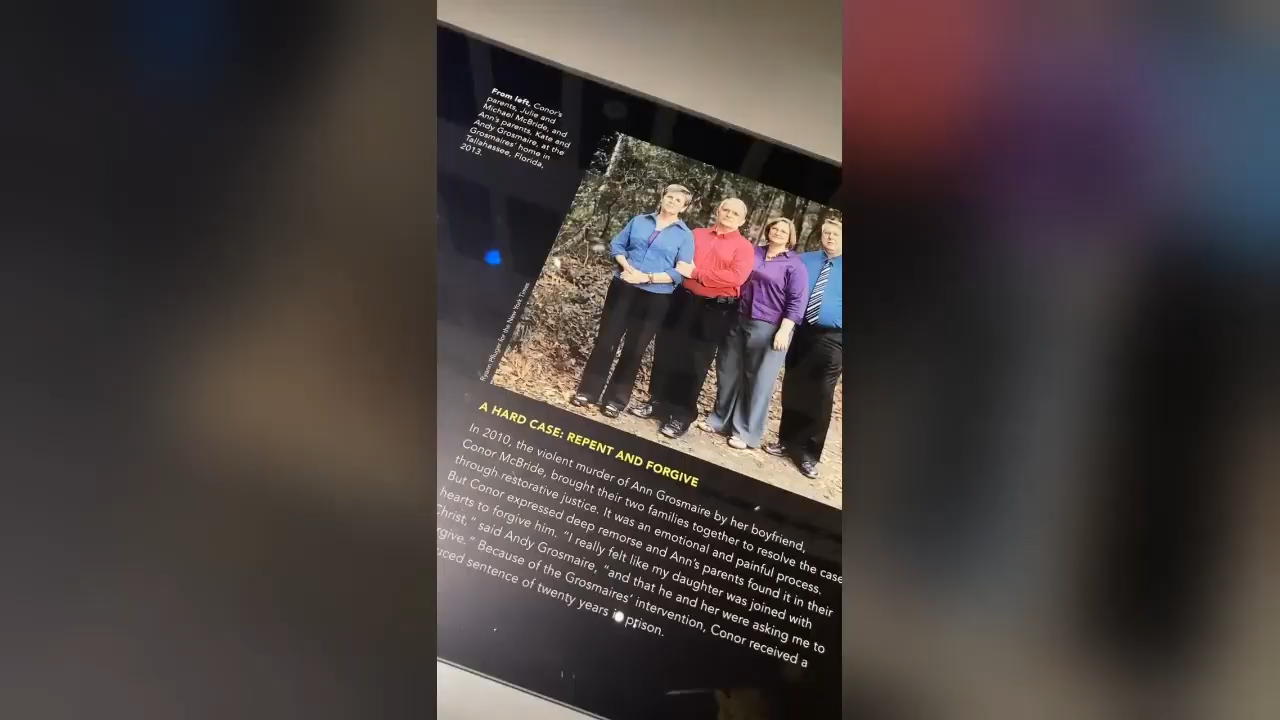 From left, Conor's
parents, Julie and
Michael McBride, and
Ann's parents, Kate and
Andy Grosmaire, at the
Grosmaires' home in
Tallahassee, Florida,
2013.
Ryan Pfluger for the New York Times
A HARD CASE: REPENT AND FORGIVE
In 2010, the violent murder of Ann Grosmaire by her boyfriend,
Conor McBride, brought their two families together to resolve the case
through restorative justice. It was an emotional and painful process.
But Conor expressed deep remorse and Ann's parents found it in their
hearts to forgive him. "I really felt like my daughter was joined with
Christ," said Andy Grosmaire, "and that he and her were asking me to
rgive." Because of the Grosmaires' intervention, Conor received a
uced sentence of twenty years in prison.